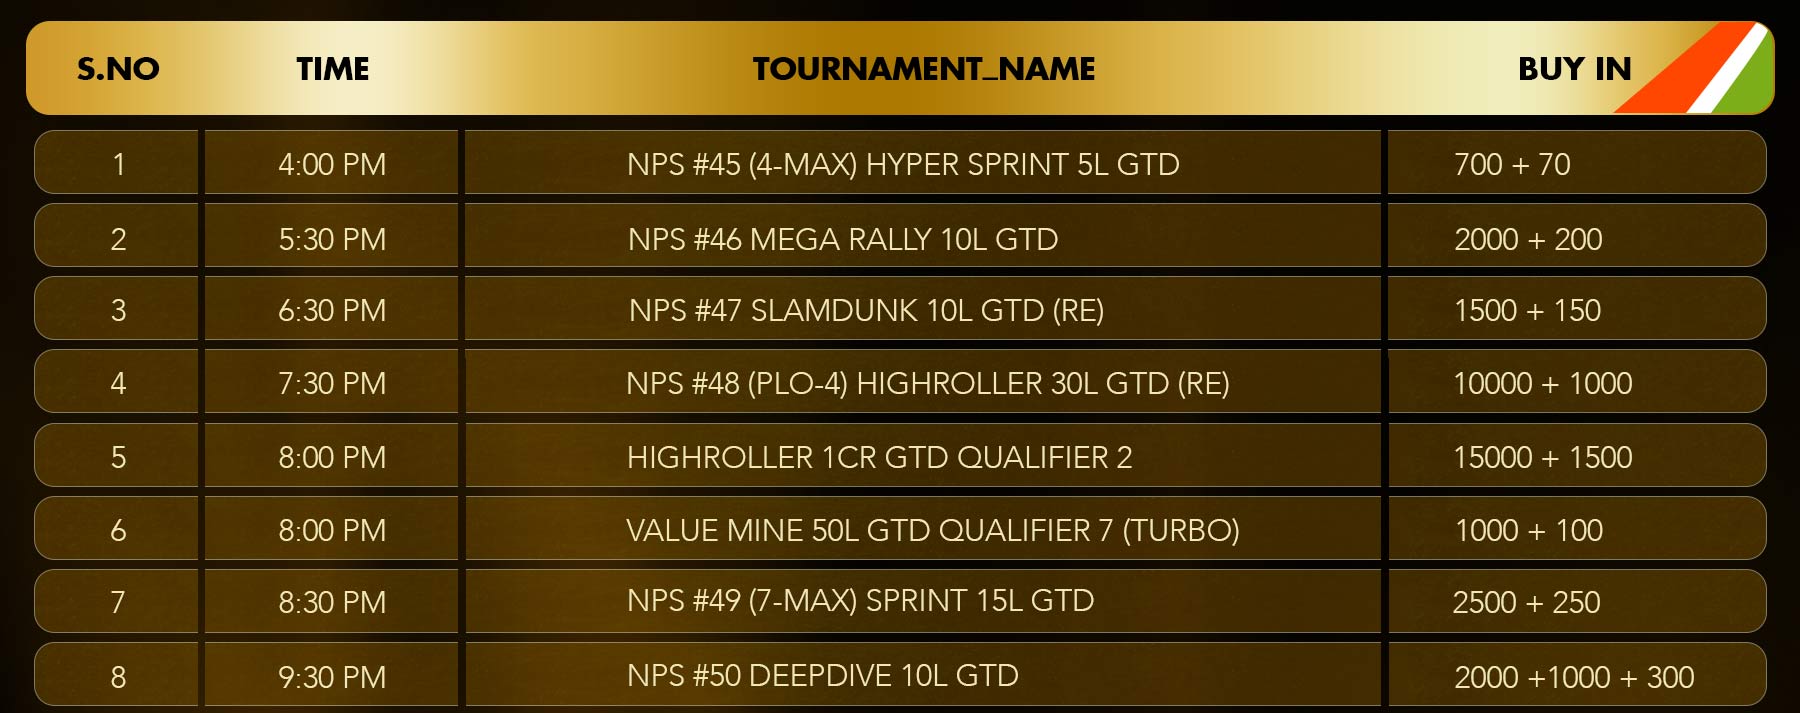 S.NO TIME TOURNAMENT_NAME BUY IN
1 4:00 PM NPS #45 (4-MAX) HYPER SPRINT 5L GTD 700 + 70
2 5:30 PM NPS #46 MEGA RALLY 10L GTD 2000 + 200
3 6:30 PM NPS #47 SLAMDUNK 10L GTD (RE) 1500 + 150
4 7:30 PM NPS #48 (PLO-4) HIGHROLLER 30L GTD (RE) 10000 + 1000
5 8:00 PM HIGHROLLER 1CR GTD QUALIFIER 2 15000 + 1500
6 8:00 PM VALUE MINE 50L GTD QUALIFIER 7 (TURBO) 1000 + 100
7 8:30 PM NPS #49 (7-MAX) SPRINT 15L GTD 2500 + 250
8 9:30 PM NPS #50 DEEPDIVE 10L GTD 2000 +1000 + 300